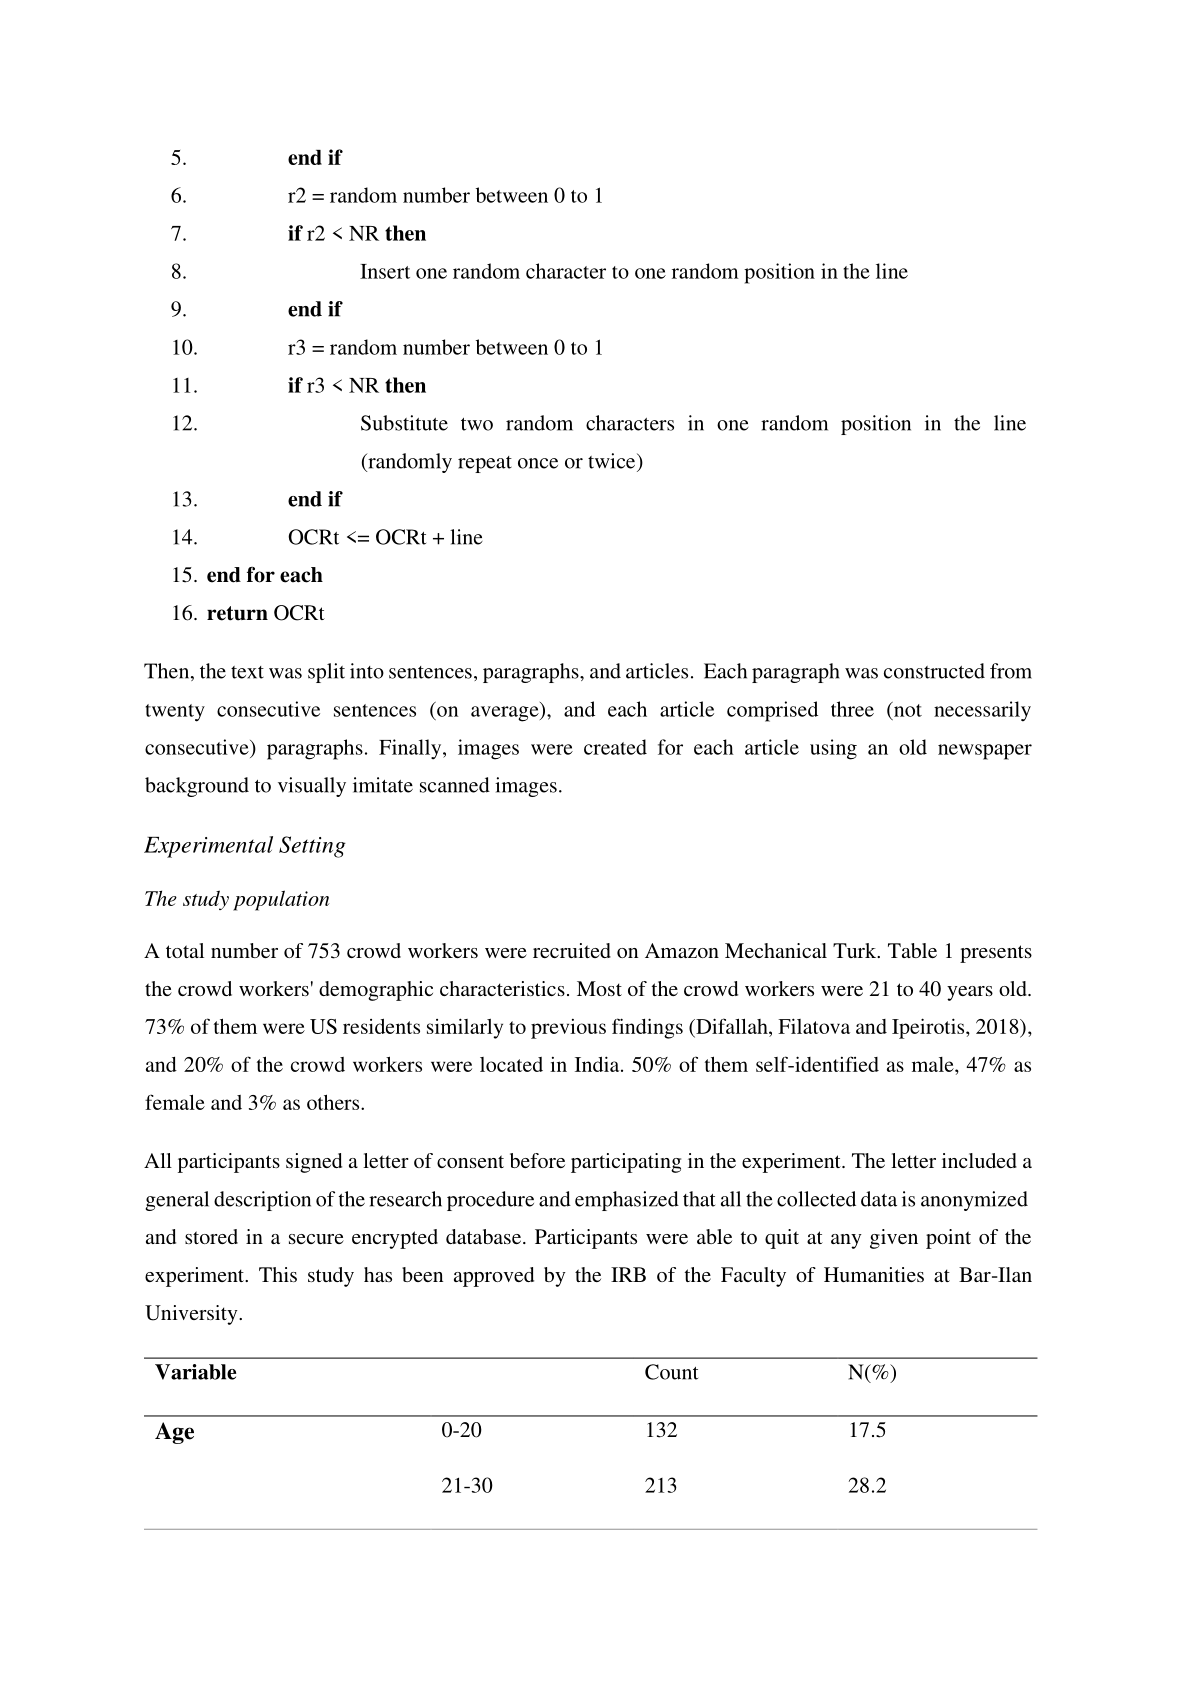 5. end if
6. r2 = random number between 0 to 1
7. if r2 < NR then
8. Insert one random character to one random position in the line
9. end if
10. r3 = random number between 0 to 1
11. if r3 < NR then
12. Substitute two random characters in one random position in the line
(randomly repeat once or twice)
13. end if
14. OCRt <= OCRt + line
15. end for each
16. return OCRt
Then, the text was split into sentences, paragraphs, and articles. Each paragraph was constructed from
twenty consecutive sentences (on average), and each article comprised three (not necessarily
consecutive) paragraphs. Finally, images were created for each article using an old newspaper
background to visually imitate scanned images.
Experimental Setting
The study population
A total number of 753 crowd workers were recruited on Amazon Mechanical Turk. Table 1 presents
the crowd workers' demographic characteristics. Most of the crowd workers were 21 to 40 years old.
73% of them were US residents similarly to previous findings (Difallah, Filatova and Ipeirotis, 2018),
and 20% of the crowd workers were located in India. 50% of them self-identified as male, 47% as
female and 3% as others.
All participants signed a letter of consent before participating in the experiment. The letter included a
general description of the research procedure and emphasized that all the collected data is anonymized
and stored in a secure encrypted database. Participants were able to quit at any given point of the
experiment. This study has been approved by the IRB of the Faculty of Humanities at Bar-Ilan
University.
Variable Count N(%)
Age 0-20 132 17.5
21-30 213 28.2